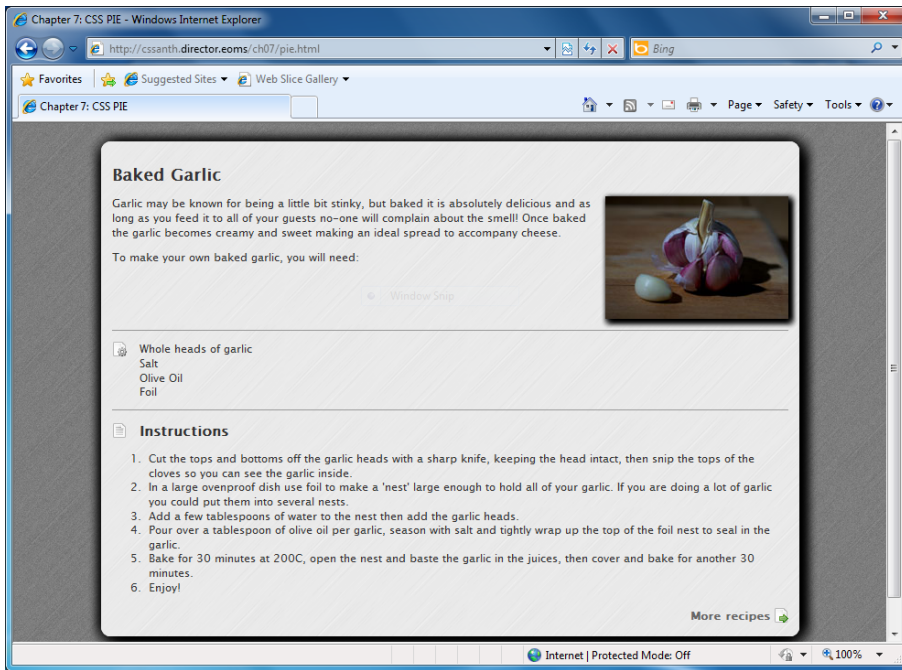 Chapter 7: CSS PIE - Windows Internet Explorer
http://cssanth.director.eoms/ch07/pie.html
Bing
Favorites
Suggested Sites
Web Slice Gallery
Chapter 7: CSS PIE
Page
Safety
Tools
Baked Garlic
Garlic may be known for being a little bit stinky, but baked it is absolutely delicious and as
long as you feed it to all of your guests no-one will complain about the smell! Once baked
the garlic becomes creamy and sweet making an ideal spread to accompany cheese.
To make your own baked garlic, you will need:
Window Snip
Whole heads of garlic
Salt
Olive Oil
Foil
Instructions
1. Cut the tops and bottoms off the garlic heads with a sharp knife, keeping the head intact, then snip the tops of the
cloves so you can see the garlic inside.
2. In a large ovenproof dish use foil to make a 'nest' large enough to hold all of your garlic. If you are doing a lot of garlic
you could put them into several nests.
3. Add a few tablespoons of water to the nest then add the garlic heads.
4. Pour over a tablespoon of olive oil per garlic, season with salt and tightly wrap up the top of the foil nest to seal in the
garlic.
5. Bake for 30 minutes at 200C, open the nest and baste the garlic in the juices, then cover and bake for another 30
minutes.
6. Enjoy!
More recipes
Internet | Protected Mode: Off
100%